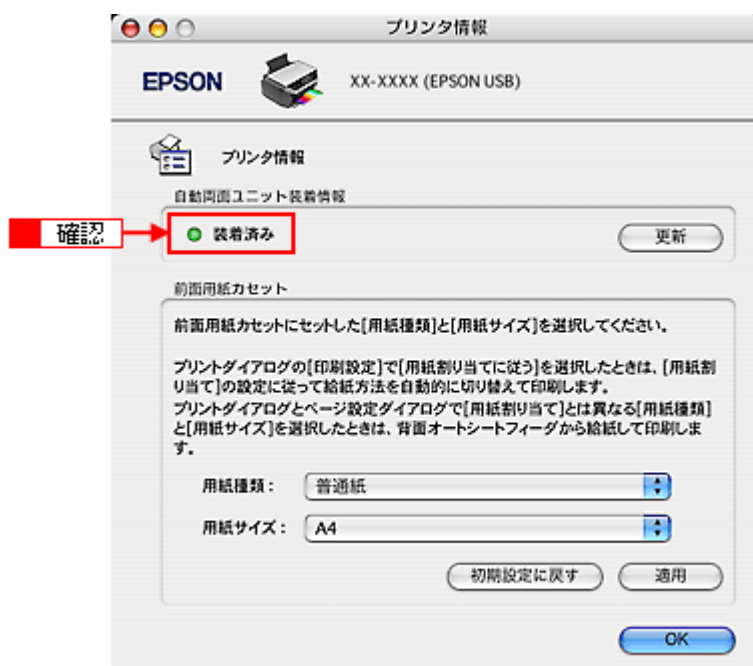 プリンタ情報
EPSON
XX-XXXX (EPSON USB)
プリンタ情報
自動両面ユニット装着情報
確認
装着済み
更新
前面用紙カセット
前面用紙カセットにセットした[用紙種類]と[用紙サイズ]を選択してください。
プリントダイアログの[印刷設定]で[用紙割り当てに従う]を選択したときは、[用紙割
り当て]の設定に従って給紙方法を自動的に切り替えて印刷します。
プリントダイアログとページ設定ダイアログで[用紙割り当て]とは異なる[用紙種類]
と[用紙サイズ]を選択したときは、背面オートシートフィーダから給紙して印刷しま
す。
用紙種類：
普通紙
用紙サイズ：
A4
初期設定に戻す
適用
OK